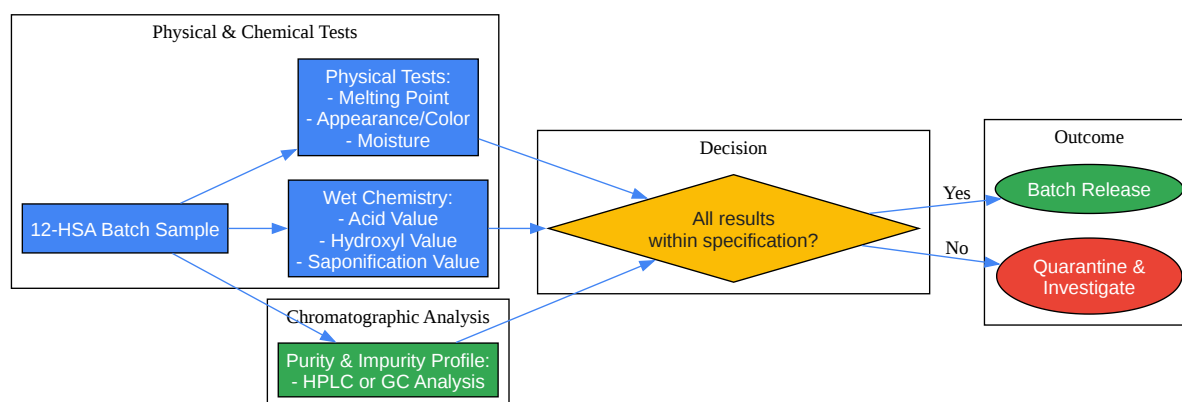 Physical & Chemical Tests
Physical Tests:
- Melting Point
- Appearance/Color
- Moisture
12-HSA Batch Sample
Wet Chemistry:
- Acid Value
- Hydroxyl Value
- Saponification Value
Chromatographic Analysis
Purity & Impurity Profile:
- HPLC or GC Analysis
Decision
All results
within specification?
Yes
No
Outcome
Batch Release
Quarantine &
Investigate